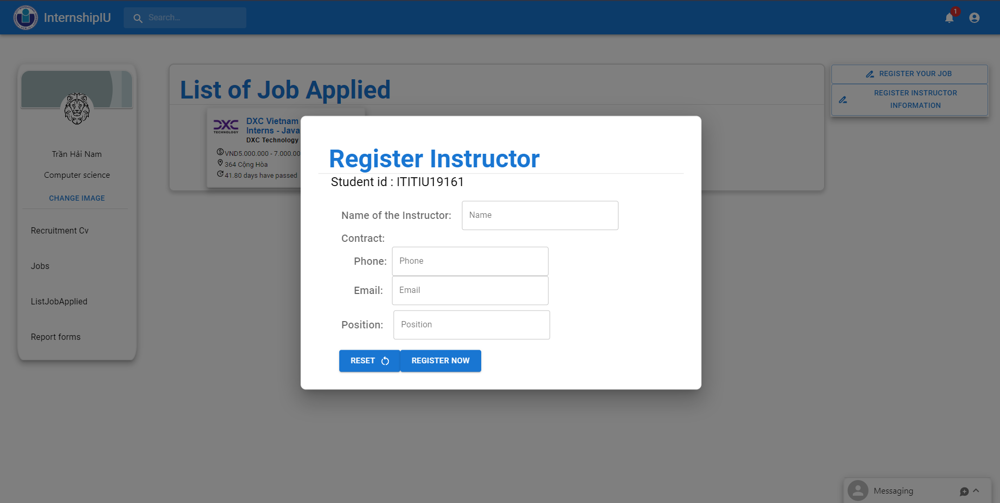 InternshipIU
Search...
1
Trần Hải Nam
Computer science
CHANGE IMAGE
Recruitment Cv
Jobs
ListJobApplied
Report forms
List of Job Applied
DXC
TECHNOLOGY
DXC Vietnam
Interns - Java
DXC Technology
VND5.000.000 - 7.000.00
364 Cộng Hòa
41.80 days have passed
REGISTER YOUR JOB
REGISTER INSTRUCTOR
INFORMATION
Register Instructor
Student id : ITITIU19161
Name of the Instructor: Name
Contract:
Phone: Phone
Email: Email
Position: Position
RESET REGISTER NOW
Messaging